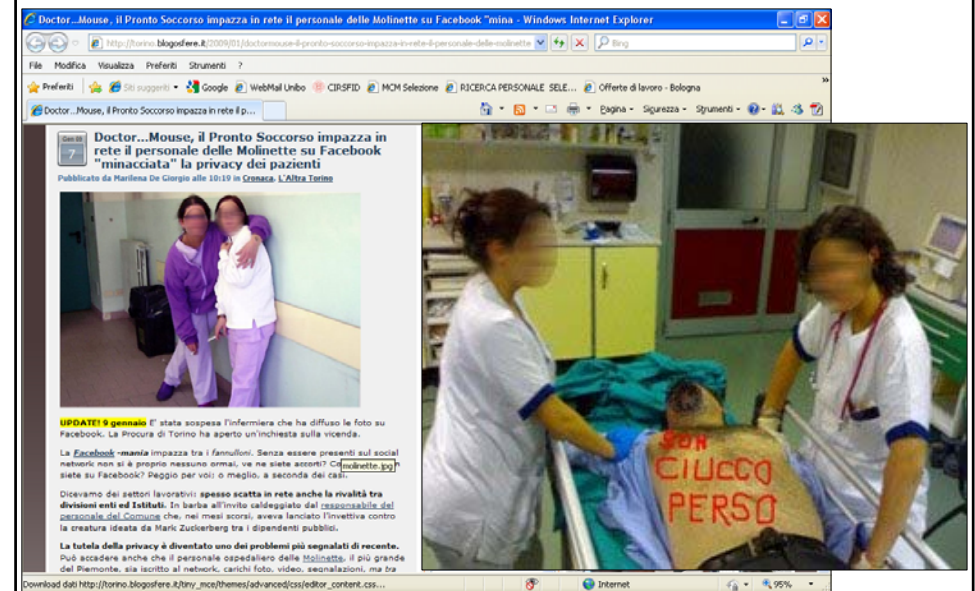 Doctor...Mouse, il Pronto Soccorso impazza in rete il personale delle Molinette su Facebook "mina - Windows Internet Explorer
http://torino.blogosfere.it/2009/01/doctormouse-il-pronto-soccorso-impazza-in-rete-il-personale-delle-molinette
Bing
File Modifica Visualizza Preferiti Strumenti ?
Preferiti Siti suggeriti Google WebMail Unibo CIRSFID MCM Selezione RICERCA PERSONALE SELE... Offerte di lavoro - Bologna
Doctor...Mouse, il Pronto Soccorso impazza in rete il p...
Pagina Sicurezza Strumenti
Gen 09
7
Doctor...Mouse, il Pronto Soccorso impazza in
rete il personale delle Molinette su Facebook
"minacciata" la privacy dei pazienti
Pubblicato da Marilena De Giorgio alle 10:19 in Cronaca, L'Altra Torino
UPDATE! 9 gennaio E' stata sospesa l'infermiera che ha diffuso le foto su
Facebook. La Procura di Torino ha aperto un'inchiesta sulla vicenda.
La Facebook -mania impazza tra i fannulloni. Senza essere presenti sul social
network non si è proprio nessuno ormai, ve ne siete accorti?
molinette.jpg
siete su Facebook? Peggio per voi: o meglio, a seconda dei casi.
Dicevamo dei settori lavorativi: spesso scatta in rete anche la rivalità tra
divisioni enti ed Istituti. In barba all'invito caldeggiato dal responsabile del
personale del Comune che, nei mesi scorsi, aveva lanciato l'invettiva contro
la creatura ideata da Mark Zuckerberg tra i dipendenti pubblici.
La tutela della privacy è diventato uno dei problemi più segnalati di recente.
Può accadere anche che il personale ospedaliero delle Molinette, il più grande
del Piemonte, sia iscritto al network, carichi foto, video, segnalazioni, ma tra
SON
CIUCCO
PERSO
Download dati http://torino.blogosfere.it/tiny_mce/themes/advanced/css/editor_content.css...
Internet
95%